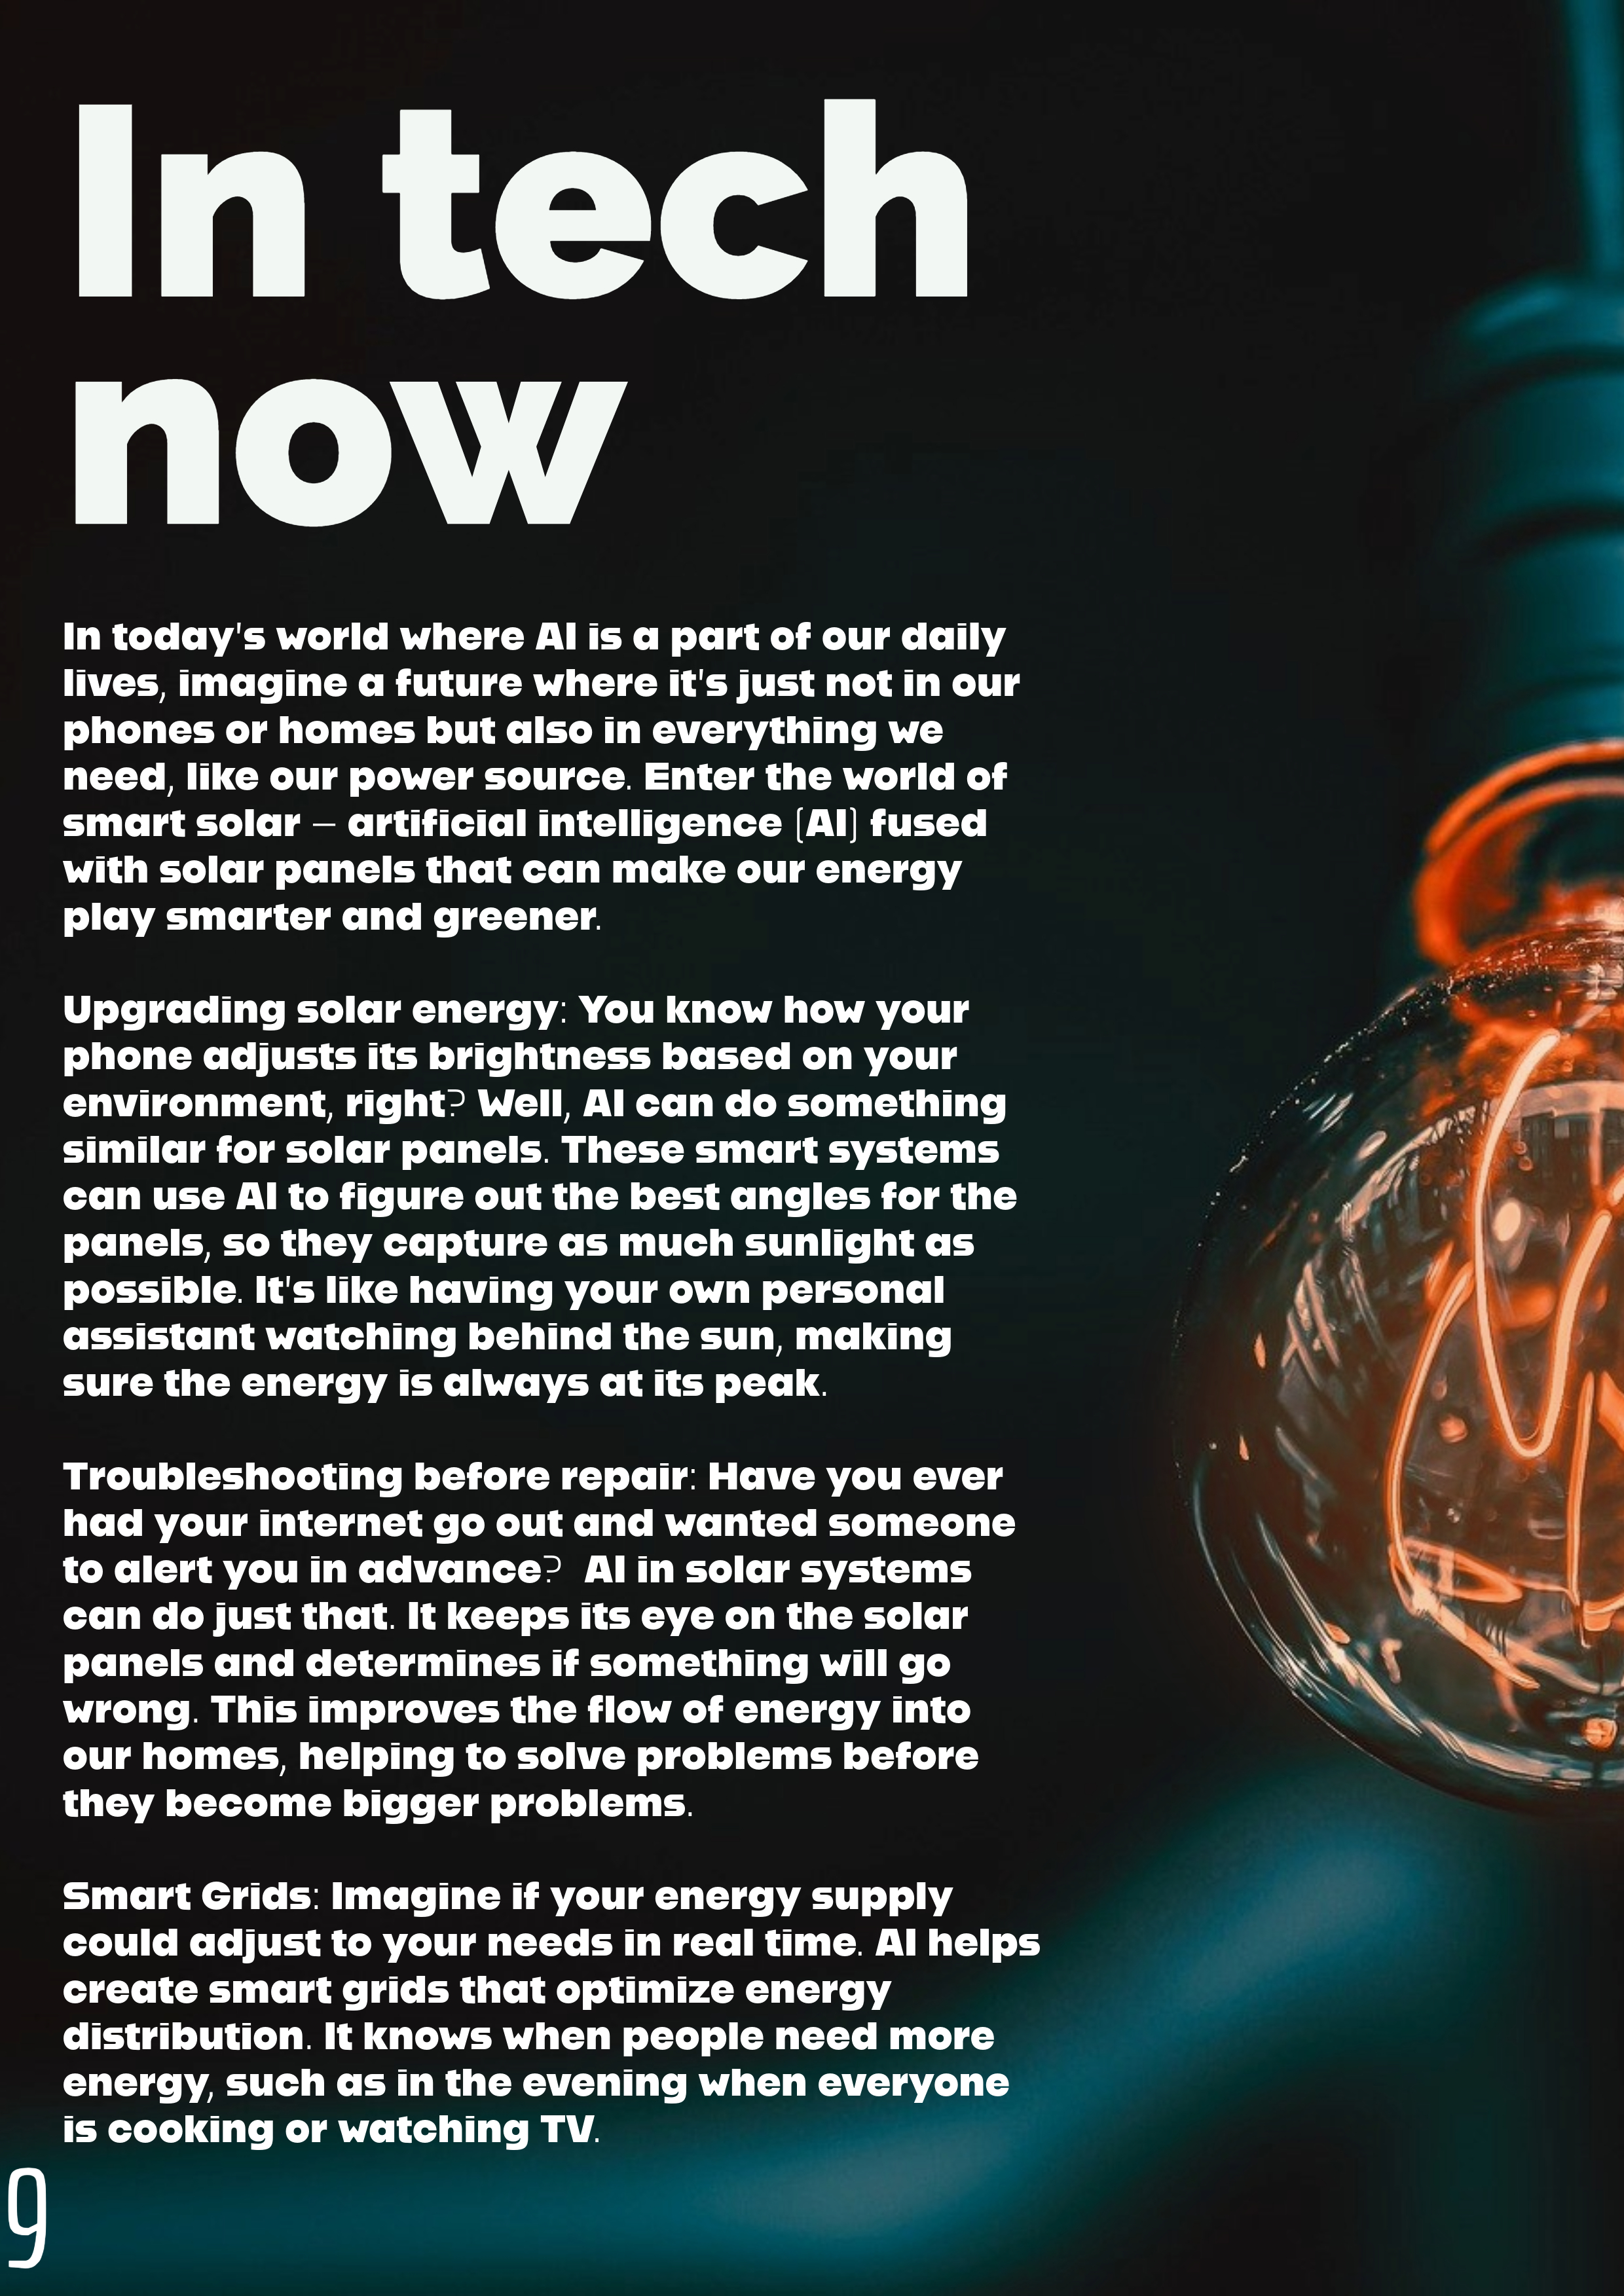 In tech
now
In today's world where AI is a part of our daily
lives, imagine a future where it's just not in our
phones or homes but also in everything we
need, like our power source. Enter the world of
smart solar – artificial intelligence (AI) fused
with solar panels that can make our energy
play smarter and greener.
Upgrading solar energy: You know how your
phone adjusts its brightness based on your
environment, right? Well, AI can do something
similar for solar panels. These smart systems
can use AI to figure out the best angles for the
panels, so they capture as much sunlight as
possible. It's like having your own personal
assistant watching behind the sun, making
sure the energy is always at its peak.
Troubleshooting before repair: Have you ever
had your internet go out and wanted someone
to alert you in advance?  AI in solar systems
can do just that. It keeps its eye on the solar
panels and determines if something will go
wrong. This improves the flow of energy into
our homes, helping to solve problems before
they become bigger problems.
Smart Grids: Imagine if your energy supply
could adjust to your needs in real time. AI helps
create smart grids that optimize energy
distribution. It knows when people need more
energy, such as in the evening when everyone
is cooking or watching TV.
9